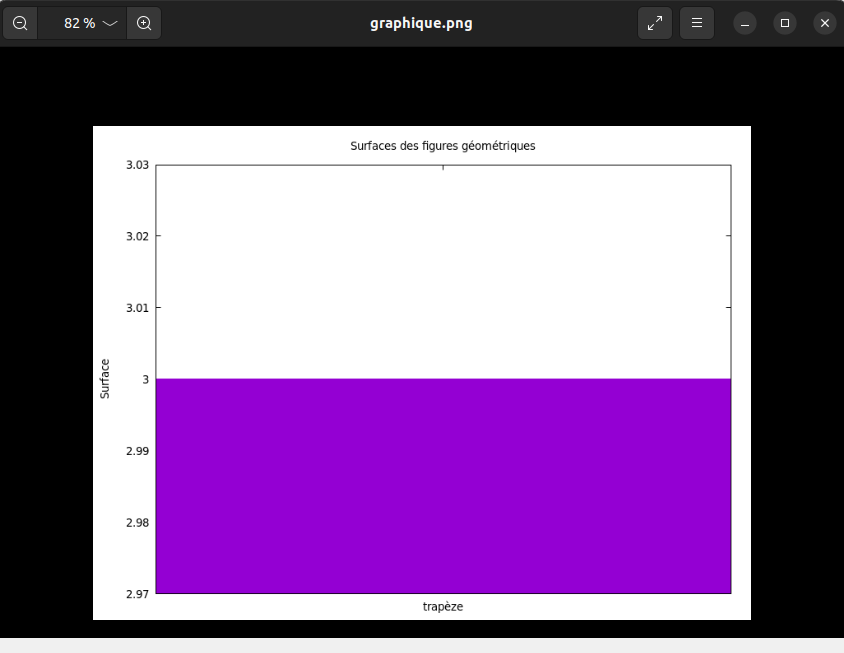 82 %
graphique.png
Surfaces des figures géométriques
3.03
3.02
3.01
3
2.99
2.98
2.97
Surface
trapèze